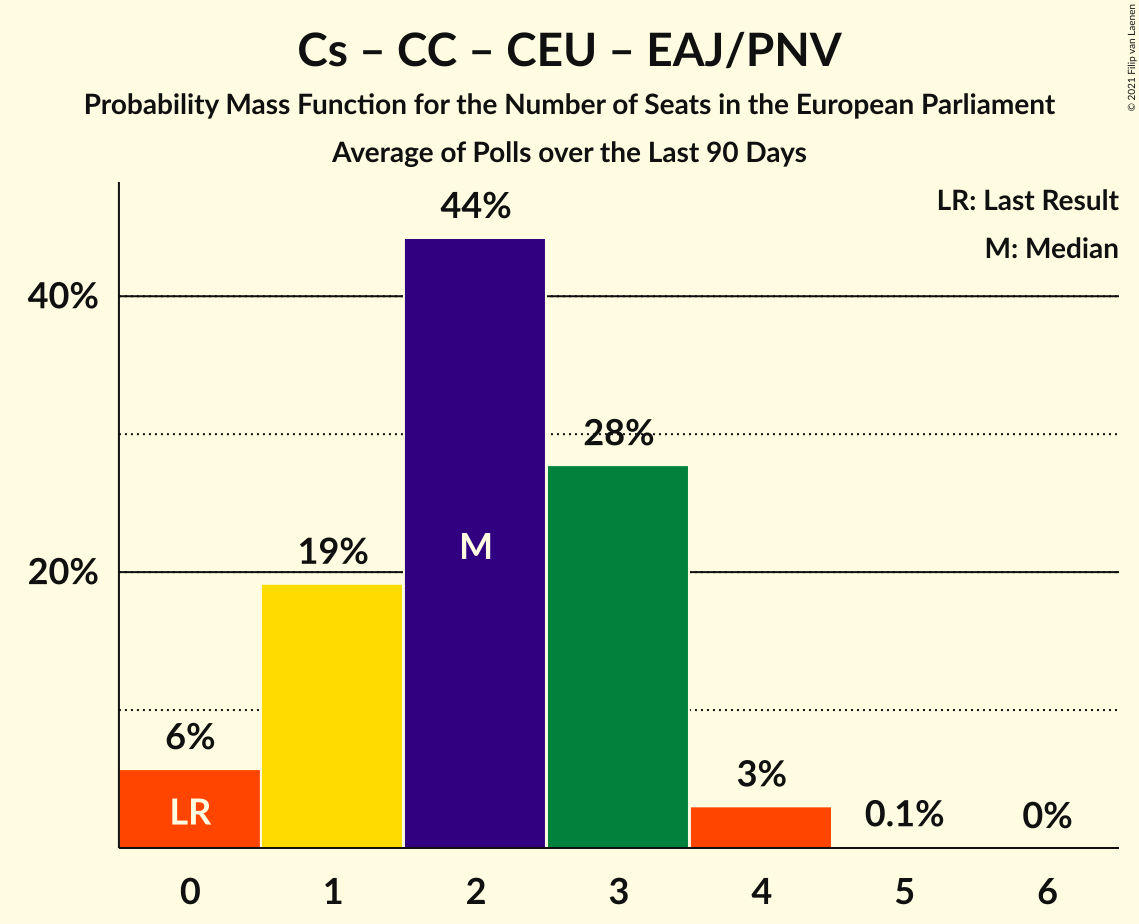 Cs – CC – CEU – EAJ/PNV
Probability Mass Function for the Number of Seats in the European Parliament
Average of Polls over the Last 90 Days
© 2021 Filip van Laenen
LR: Last Result
M: Median
44%
40%
28%
M
19%
20%
6%
LR
3%
0.1%
0%
0 1 2 3 4 5 6